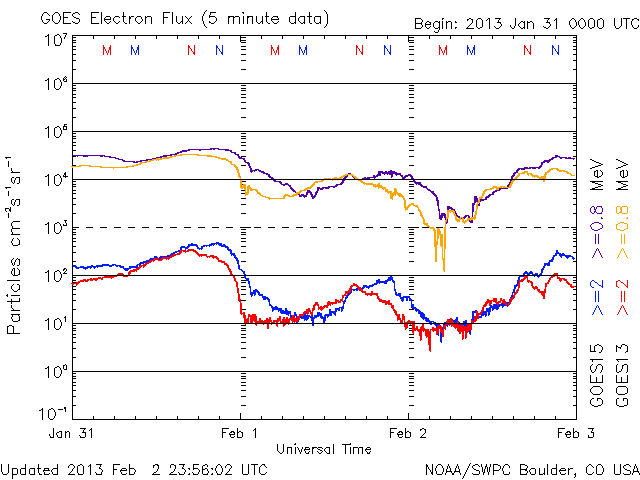 GOES Electron Flux (5 minute data)
Begin: 2013 Jan 31 0000 UTC
10⁷
10⁶
10⁵
10⁴
10³
10²
10¹
10⁰
10⁻¹
Particles cm⁻²s⁻¹sr⁻¹
M M N N M M N N M M N N
GOES15 >=2 >=0.8 MeV
GOES13 >=2 >=0.8 MeV
Jan 31 Feb 1 Feb 2 Feb 3
Universal Time
Updated 2013 Feb 2 23:56:02 UTC
NOAA/SWPC Boulder, CO USA